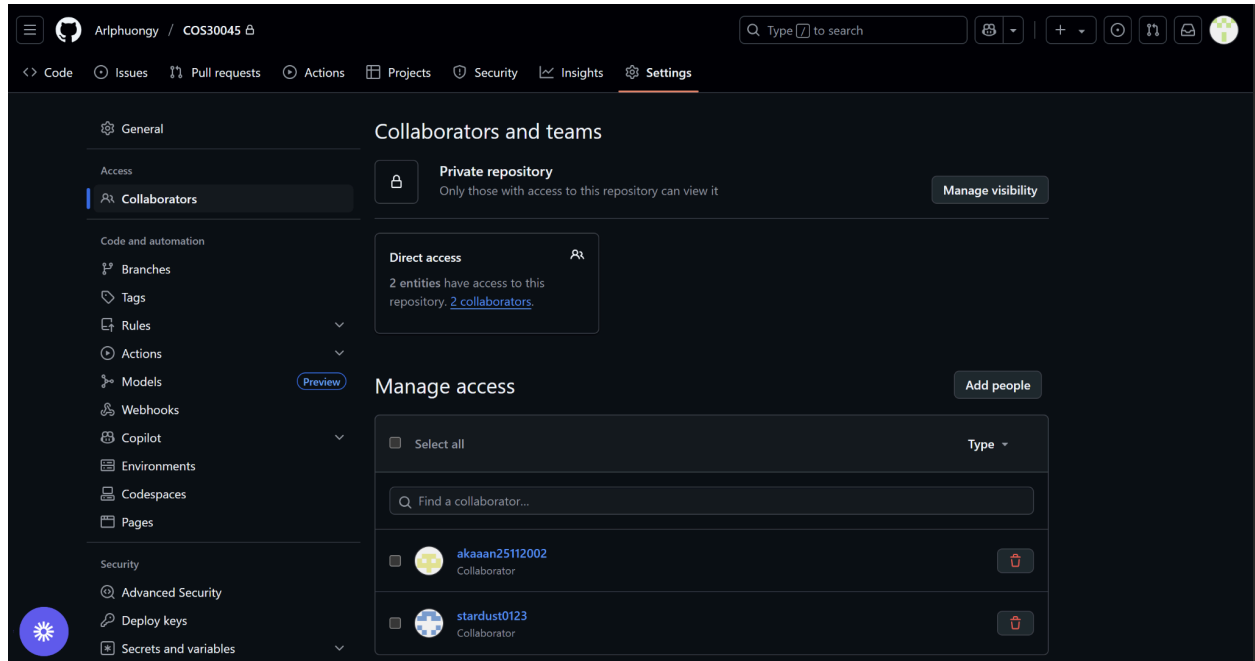 Arlphuongy / COS30045
Type / to search
Code Issues Pull requests Actions Projects Security Insights Settings
General
Access
Collaborators
Code and automation
Branches
Tags
Rules
Actions
Models Preview
Webhooks
Copilot
Environments
Codespaces
Pages
Security
Advanced Security
Deploy keys
Secrets and variables
Collaborators and teams
Private repository
Only those with access to this repository can view it
Manage visibility
Direct access
2 entities have access to this
repository. 2 collaborators.
Manage access
Add people
Select all
Type
Find a collaborator...
akaaan25112002
Collaborator
stardust0123
Collaborator